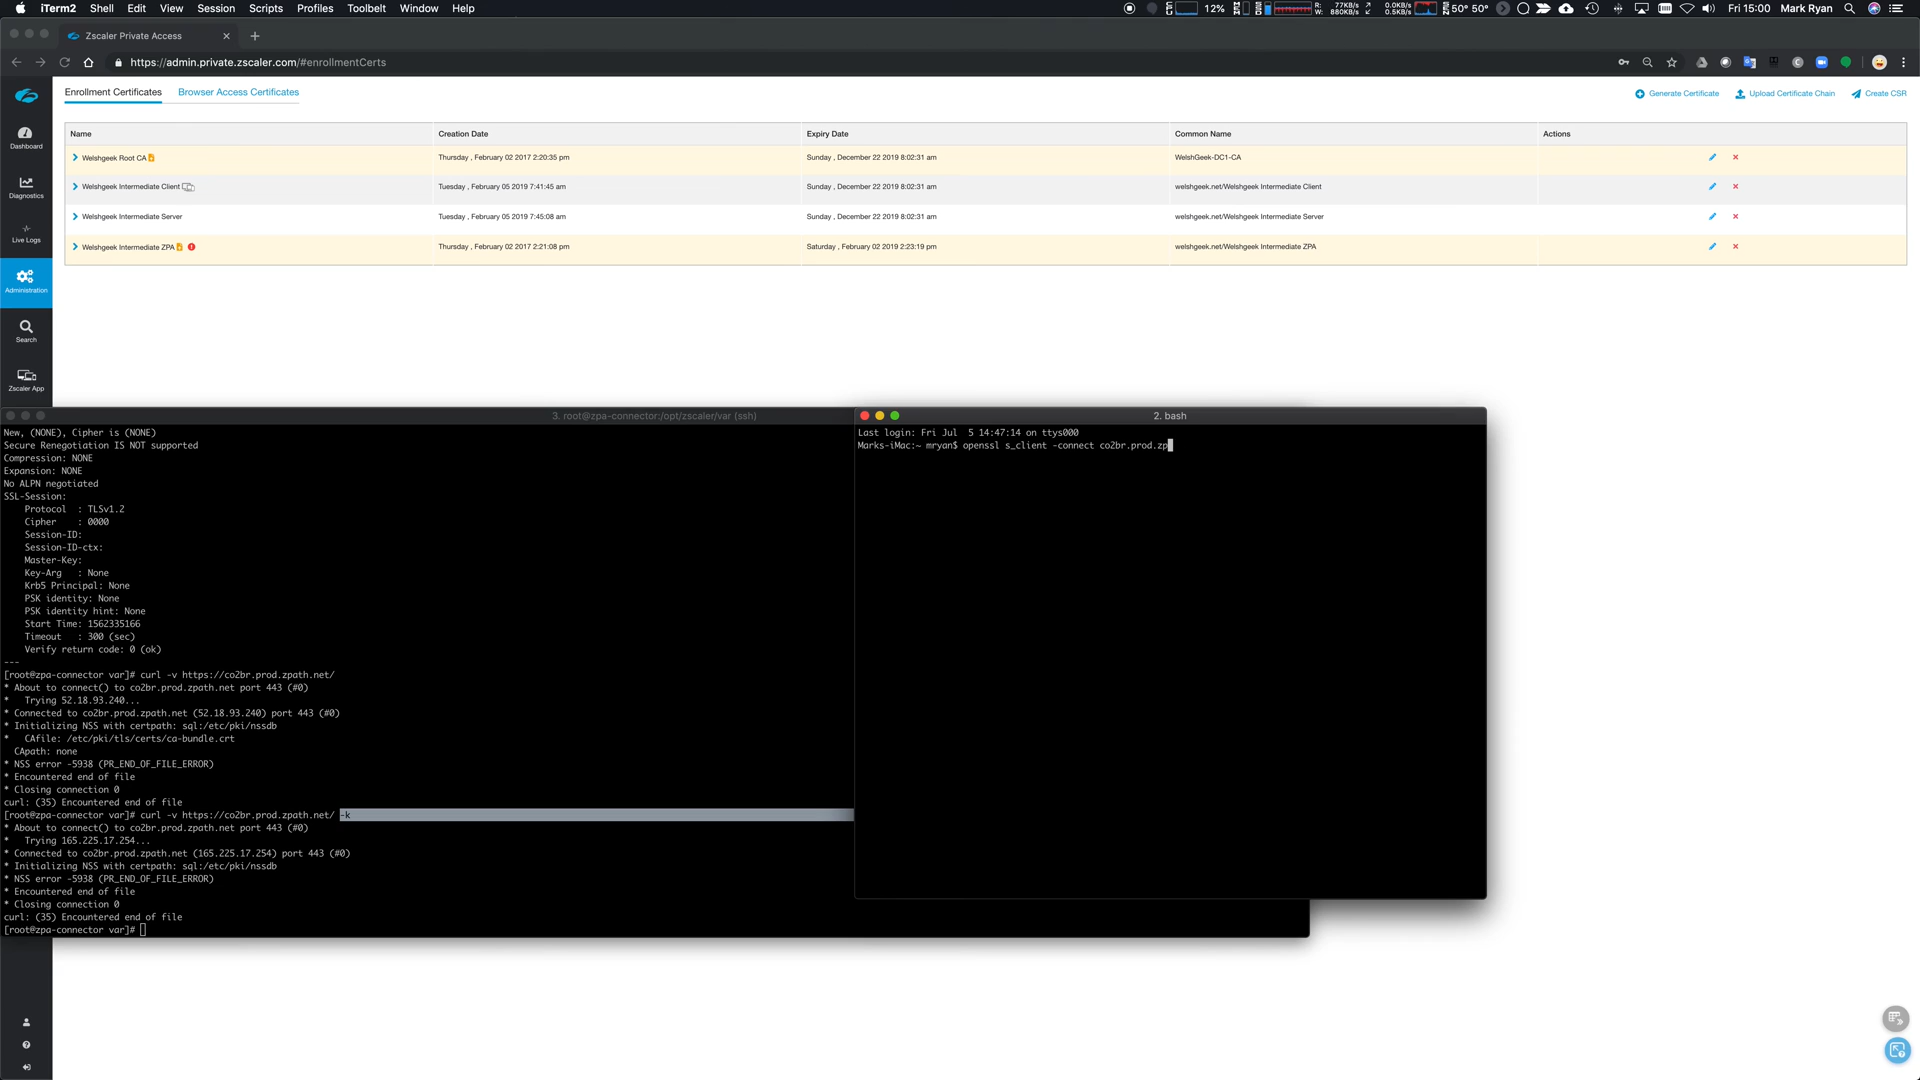 iTerm2 Shell Edit View Session Scripts Profiles Toolbelt Window Help
12% R: 77KB/s W: 880KB/s 0.0KB/s 0.5KB/s 50° 50° Fri 15:00 Mark Ryan
Zscaler Private Access
https://admin.private.zscaler.com/#enrollmentCerts
Enrollment Certificates Browser Access Certificates
Generate Certificate Upload Certificate Chain Create CSR
Name Creation Date Expiry Date Common Name Actions
Welshgeek Root CA Thursday , February 02 2017 2:20:35 pm Sunday , December 22 2019 8:02:31 am WelshGeek-DC1-CA
Welshgeek Intermediate Client Tuesday , February 05 2019 7:41:45 am Sunday , December 22 2019 8:02:31 am welshgeek.net/Welshgeek Intermediate Client
Welshgeek Intermediate Server Tuesday , February 05 2019 7:45:08 am Sunday , December 22 2019 8:02:31 am welshgeek.net/Welshgeek Intermediate Server
Welshgeek Intermediate ZPA Thursday , February 02 2017 2:21:08 pm Saturday , February 02 2019 2:23:19 pm welshgeek.net/Welshgeek Intermediate ZPA
Dashboard
Diagnostics
Live Logs
Administration
Search
Zscaler App
3. root@zpa-connector:/opt/zscaler/var (ssh)
New, (NONE), Cipher is (NONE)
Secure Renegotiation IS NOT supported
Compression: NONE
Expansion: NONE
No ALPN negotiated
SSL-Session:
Protocol : TLSv1.2
Cipher : 0000
Session-ID:
Session-ID-ctx:
Master-Key:
Key-Arg : None
Krb5 Principal: None
PSK identity: None
PSK identity hint: None
Start Time: 1562335166
Timeout : 300 (sec)
Verify return code: 0 (ok)
---
[root@zpa-connector var]# curl -v https://co2br.prod.zpath.net/
* About to connect() to co2br.prod.zpath.net port 443 (#0)
* Trying 52.18.93.240...
* Connected to co2br.prod.zpath.net (52.18.93.240) port 443 (#0)
* Initializing NSS with certpath: sql:/etc/pki/nssdb
* CAfile: /etc/pki/tls/certs/ca-bundle.crt
CApath: none
* NSS error -5938 (PR_END_OF_FILE_ERROR)
* Encountered end of file
* Closing connection 0
curl: (35) Encountered end of file
[root@zpa-connector var]# curl -v https://co2br.prod.zpath.net/ -k
* About to connect() to co2br.prod.zpath.net port 443 (#0)
* Trying 165.225.17.254...
* Connected to co2br.prod.zpath.net (165.225.17.254) port 443 (#0)
* Initializing NSS with certpath: sql:/etc/pki/nssdb
* NSS error -5938 (PR_END_OF_FILE_ERROR)
* Encountered end of file
* Closing connection 0
curl: (35) Encountered end of file
[root@zpa-connector var]#
2. bash
Last login: Fri Jul  5 14:47:14 on ttys000
Marks-iMac:~ mryan$ openssl s_client -connect co2br.prod.zp